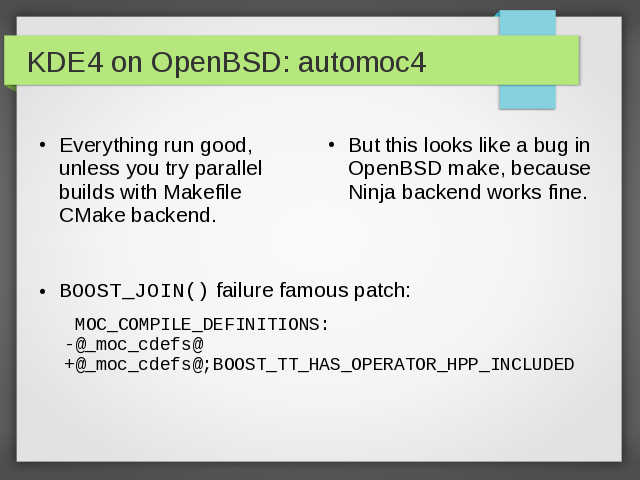 KDE4 on OpenBSD: automoc4
• Everything run good,
unless you try parallel
builds with Makefile
CMake backend.
• But this looks like a bug in
OpenBSD make, because
Ninja backend works fine.
• BOOST_JOIN() failure famous patch:
MOC_COMPILE_DEFINITIONS:
-@_moc_cdefs@
+@_moc_cdefs@;BOOST_TT_HAS_OPERATOR_HPP_INCLUDED